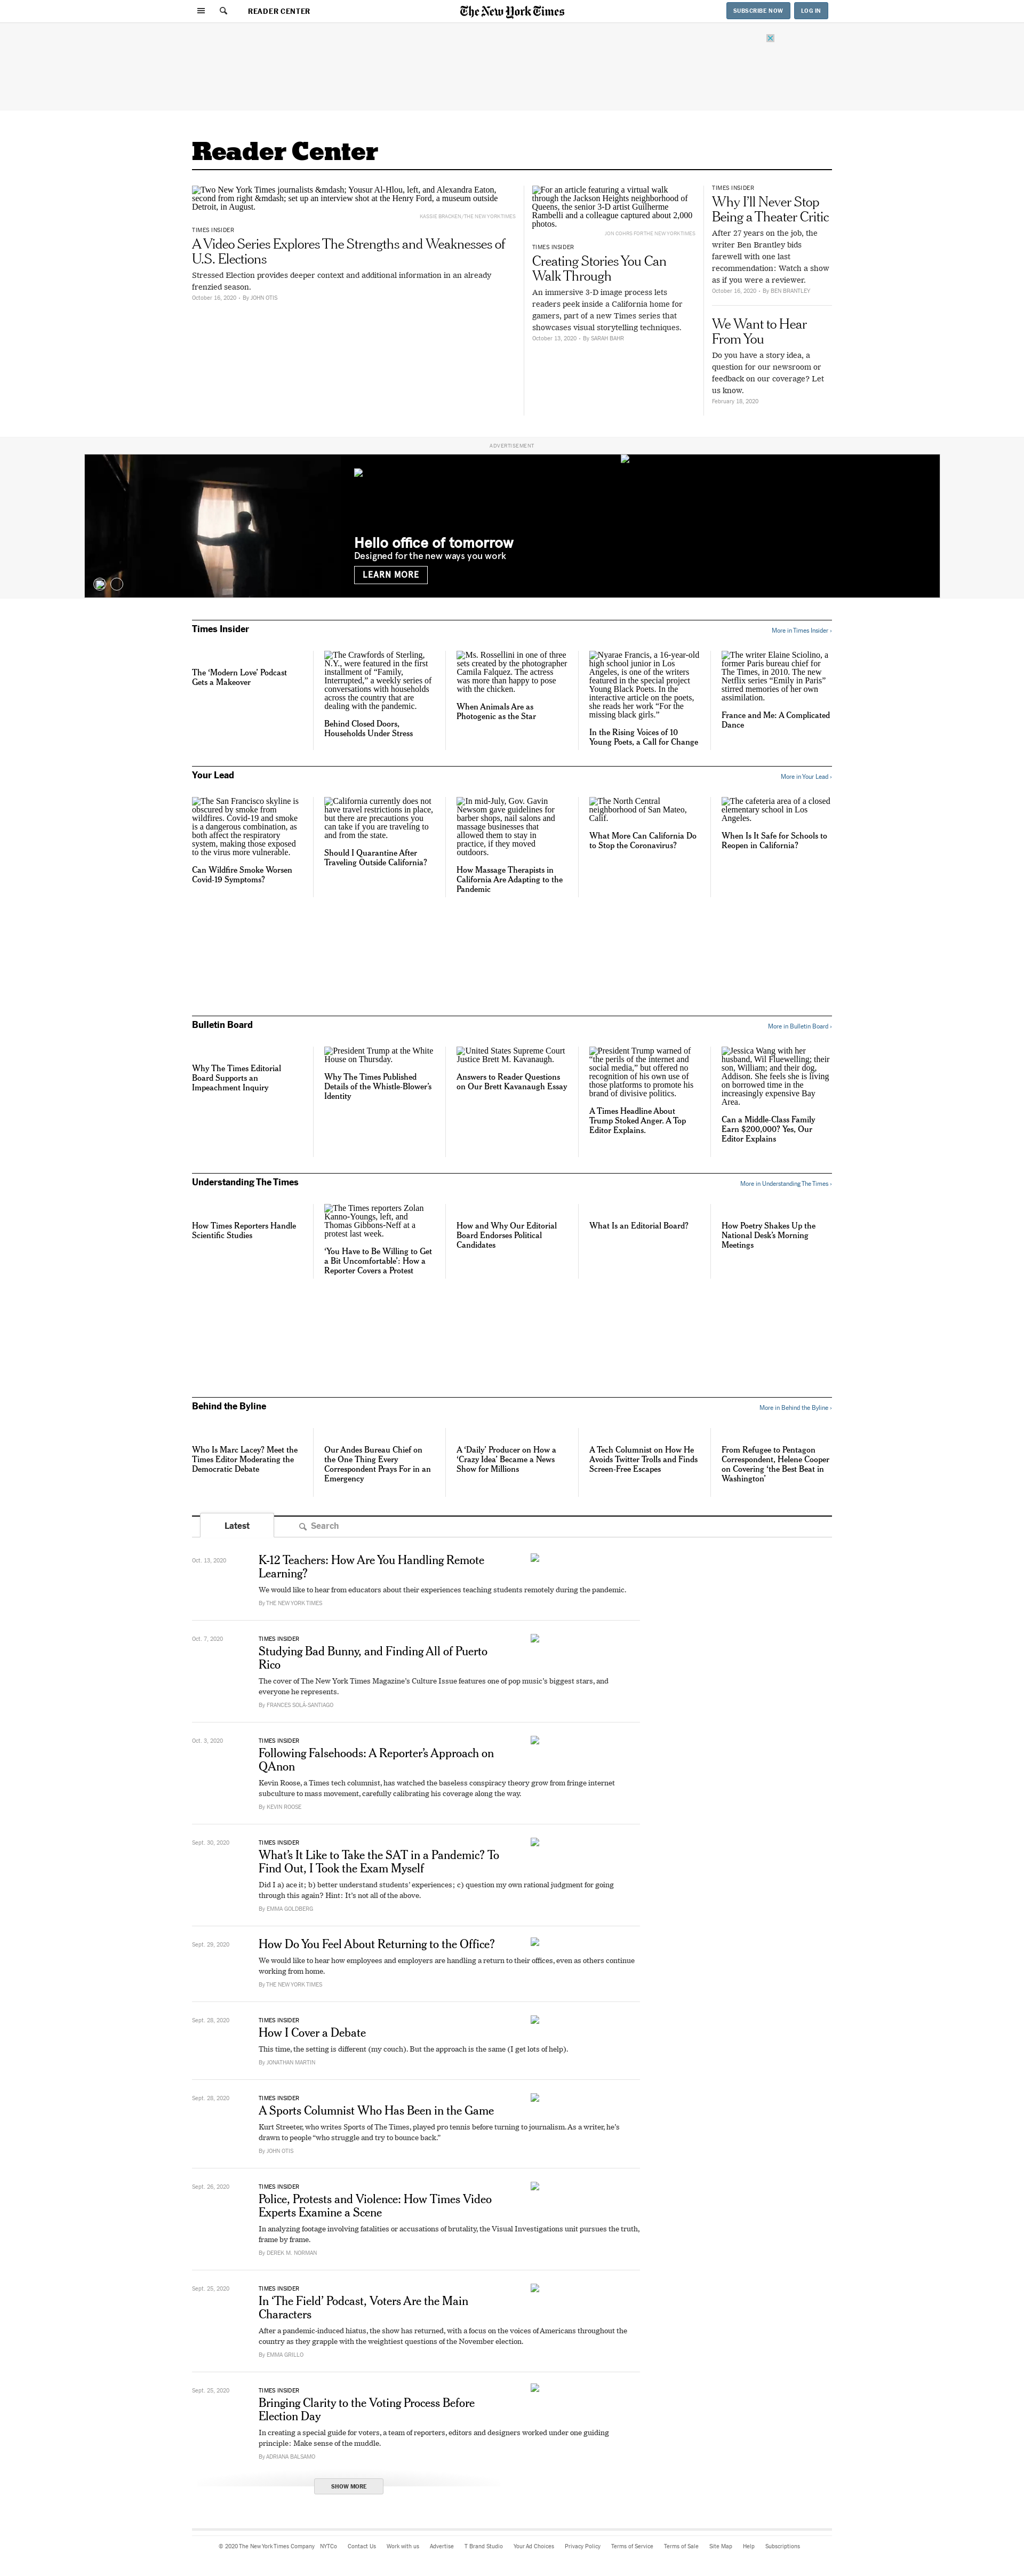 READER CENTER
The New York Times
SUBSCRIBE NOW
LOG IN
Reader Center
Two New York Times journalists &mdash; Yousur Al-Hlou, left, and Alexandra Eaton,
second from right &mdash; set up an interview shot at the Henry Ford, a museum outside
Detroit, in August.
HASSIE BRACKEN/THE NEW YORK TIMES
TIMES INSIDER
A Video Series Explores The Strengths and Weaknesses of
U.S. Elections
Stressed Election provides deeper context and additional information in an already
frenzied season.
October 16, 2020 - By JOHN OTIS
For an article featuring a virtual walk
through the Jackson Heights neighborhood of
Queens, the senior 3-D artist Guilherme
Rambelli and a colleague captured about 2,000
photos.
JON COHRS FOR THE NEW YORK TIMES
TIMES INSIDER
Creating Stories You Can
Walk Through
An immersive 3-D image process lets
readers peek inside a California home for
gamers, part of a new Times series that
showcases visual storytelling techniques.
October 13, 2020 - By SARAH BAHR
TIMES INSIDER
Why I’ll Never Stop
Being a Theater Critic
After 27 years on the job, the
writer Ben Brantley bids
farewell with one last
recommendation: Watch a show
as if you were a reviewer.
October 16, 2020 - By BEN BRANTLEY
We Want to Hear
From You
Do you have a story idea, a
question for our newsroom or
feedback on our coverage? Let
us know.
February 18, 2020
ADVERTISEMENT
Hello office of tomorrow
Designed for the new ways you work
LEARN MORE
Times Insider
More in Times Insider ›
The ‘Modern Love’ Podcast
Gets a Makeover
The Crawfords of Sterling,
N.Y., were featured in the first
installment of “Family,
Interrupted,” a weekly series of
conversations with households
across the country that are
dealing with the pandemic.
Behind Closed Doors,
Households Under Stress
Ms. Rossellini in one of three
sets created by the photographer
Camila Falquez. The actress
was more than happy to pose
with the chicken.
When Animals Are as
Photogenic as the Star
Nyarae Francis, a 16-year-old
high school junior in Los
Angeles, is one of the writers
featured in the special project
Young Black Poets. In the
interactive article on the poets,
she reads her work “For the
missing black girls.”
In the Rising Voices of 10
Young Poets, a Call for Change
The writer Elaine Sciolino, a
former Paris bureau chief for
The Times, in 2010. The new
Netflix series “Emily in Paris”
stirred memories of her own
assimilation.
France and Me: A Complicated
Dance
Your Lead
More in Your Lead ›
The San Francisco skyline is
obscured by smoke from
wildfires. Covid-19 and smoke
is a dangerous combination, as
both affect the respiratory
system, making those exposed
to the virus more vulnerable.
Can Wildfire Smoke Worsen
Covid-19 Symptoms?
California currently does not
have travel restrictions in place,
but there are precautions you
can take if you are traveling to
and from the state.
Should I Quarantine After
Traveling Outside California?
In mid-July, Gov. Gavin
Newsom gave guidelines for
barber shops, nail salons and
massage businesses that
allowed them to stay in
practice, if they moved
outdoors.
How Massage Therapists in
California Are Adapting to the
Pandemic
The North Central
neighborhood of San Mateo,
Calif.
What More Can California Do
to Stop the Coronavirus?
The cafeteria area of a closed
elementary school in Los
Angeles.
When Is It Safe for Schools to
Reopen in California?
Bulletin Board
More in Bulletin Board ›
Why The Times Editorial
Board Supports an
Impeachment Inquiry
President Trump at the White
House on Thursday.
Why The Times Published
Details of the Whistle-Blower’s
Identity
United States Supreme Court
Justice Brett M. Kavanaugh.
Answers to Reader Questions
on Our Brett Kavanaugh Essay
President Trump warned of
“the perils of the internet and
social media,” but offered no
recognition of his own use of
those platforms to promote his
brand of divisive politics.
A Times Headline About
Trump Stoked Anger. A Top
Editor Explains.
Jessica Wang with her
husband, Wil Fluewelling; their
son, William; and their dog,
Addison. She feels she is living
on borrowed time in the
increasingly expensive Bay
Area.
Can a Middle-Class Family
Earn $200,000? Yes, Our
Editor Explains
Understanding The Times
More in Understanding The Times ›
How Times Reporters Handle
Scientific Studies
The Times reporters Zolan
Kanno-Youngs, left, and
Thomas Gibbons-Neff at a
protest last week.
‘You Have to Be Willing to Get
a Bit Uncomfortable’: How a
Reporter Covers a Protest
How and Why Our Editorial
Board Endorses Political
Candidates
What Is an Editorial Board?
How Poetry Shakes Up the
National Desk’s Morning
Meetings
Behind the Byline
More in Behind the Byline ›
Who Is Marc Lacey? Meet the
Times Editor Moderating the
Democratic Debate
Our Andes Bureau Chief on
the One Thing Every
Correspondent Prays For in an
Emergency
A ‘Daily’ Producer on How a
‘Crazy Idea’ Became a News
Show for Millions
A Tech Columnist on How He
Avoids Twitter Trolls and Finds
Screen-Free Escapes
From Refugee to Pentagon
Correspondent, Helene Cooper
on Covering ‘the Best Beat in
Washington’
Latest
Search
Oct. 13, 2020
K-12 Teachers: How Are You Handling Remote
Learning?
We would like to hear from educators about their experiences teaching students remotely during the pandemic.
By THE NEW YORK TIMES
Oct. 7, 2020
TIMES INSIDER
Studying Bad Bunny, and Finding All of Puerto
Rico
The cover of The New York Times Magazine’s Culture Issue features one of pop music’s biggest stars, and
everyone he represents.
By FRANCES SOLÁ-SANTIAGO
Oct. 3, 2020
TIMES INSIDER
Following Falsehoods: A Reporter’s Approach on
QAnon
Kevin Roose, a Times tech columnist, has watched the baseless conspiracy theory grow from fringe internet
subculture to mass movement, carefully calibrating his coverage along the way.
By KEVIN ROOSE
Sept. 30, 2020
TIMES INSIDER
What’s It Like to Take the SAT in a Pandemic? To
Find Out, I Took the Exam Myself
Did I a) ace it; b) better understand students’ experiences; c) question my own rational judgment for going
through this again? Hint: It’s not all of the above.
By EMMA GOLDBERG
Sept. 29, 2020
How Do You Feel About Returning to the Office?
We would like to hear how employees and employers are handling a return to their offices, even as others continue
working from home.
By THE NEW YORK TIMES
Sept. 28, 2020
TIMES INSIDER
How I Cover a Debate
This time, the setting is different (my couch). But the approach is the same (I get lots of help).
By JONATHAN MARTIN
Sept. 28, 2020
TIMES INSIDER
A Sports Columnist Who Has Been in the Game
Kurt Streeter, who writes Sports of The Times, played pro tennis before turning to journalism. As a writer, he’s
drawn to people “who struggle and try to bounce back.”
By JOHN OTIS
Sept. 26, 2020
TIMES INSIDER
Police, Protests and Violence: How Times Video
Experts Examine a Scene
In analyzing footage involving fatalities or accusations of brutality, the Visual Investigations unit pursues the truth,
frame by frame.
By DEREK M. NORMAN
Sept. 25, 2020
TIMES INSIDER
In ‘The Field’ Podcast, Voters Are the Main
Characters
After a pandemic-induced hiatus, the show has returned, with a focus on the voices of Americans throughout the
country as they grapple with the weightiest questions of the November election.
By EMMA GRILLO
Sept. 25, 2020
TIMES INSIDER
Bringing Clarity to the Voting Process Before
Election Day
In creating a special guide for voters, a team of reporters, editors and designers worked under one guiding
principle: Make sense of the muddle.
By ADRIANA BALSAMO
SHOW MORE
© 2020 The New York Times Company NYTCo Contact Us Work with us Advertise T Brand Studio Your Ad Choices Privacy Policy Terms of Service Terms of Sale Site Map Help Subscriptions